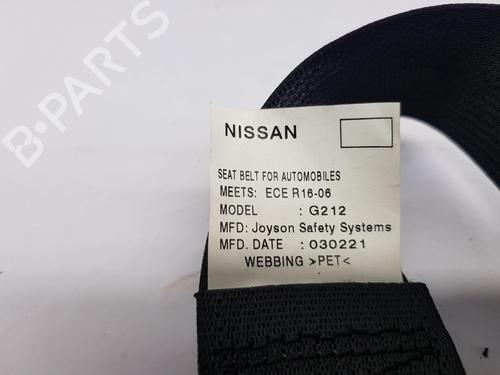 B-PARTS
NISSAN
SEAT BELT FOR AUTOMOBILES
MEETS: ECE R16-06
MODEL : G212
MFD: Joyson Safety Systems
MFD. DATE : 030221
WEBBING >PET<